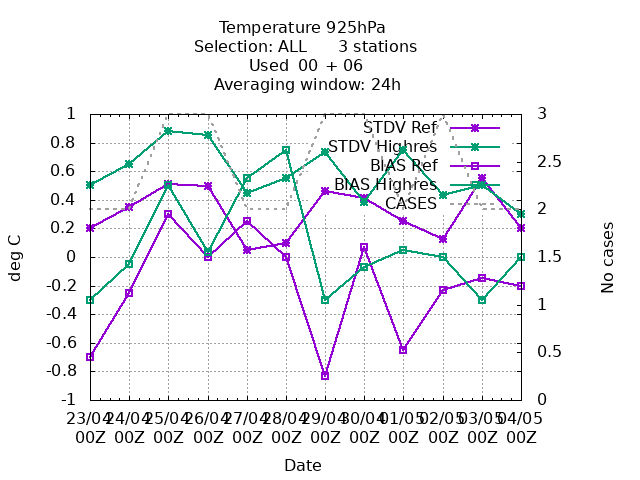 Temperature 925hPa
Selection: ALL 3 stations
Used 00 + 06
Averaging window: 24h
STDV Ref
STDV Highres
BIAS Ref
BIAS Highres
CASES
1
0.8
0.6
0.4
0.2
0
-0.2
-0.4
-0.6
-0.8
-1
deg C
3
2.5
2
1.5
1
0.5
0
No cases
23/04 24/04 25/04 26/04 27/04 28/04 29/04 30/04 01/05 02/05 03/05 04/05
00Z 00Z 00Z 00Z 00Z 00Z 00Z 00Z 00Z 00Z 00Z 00Z
Date